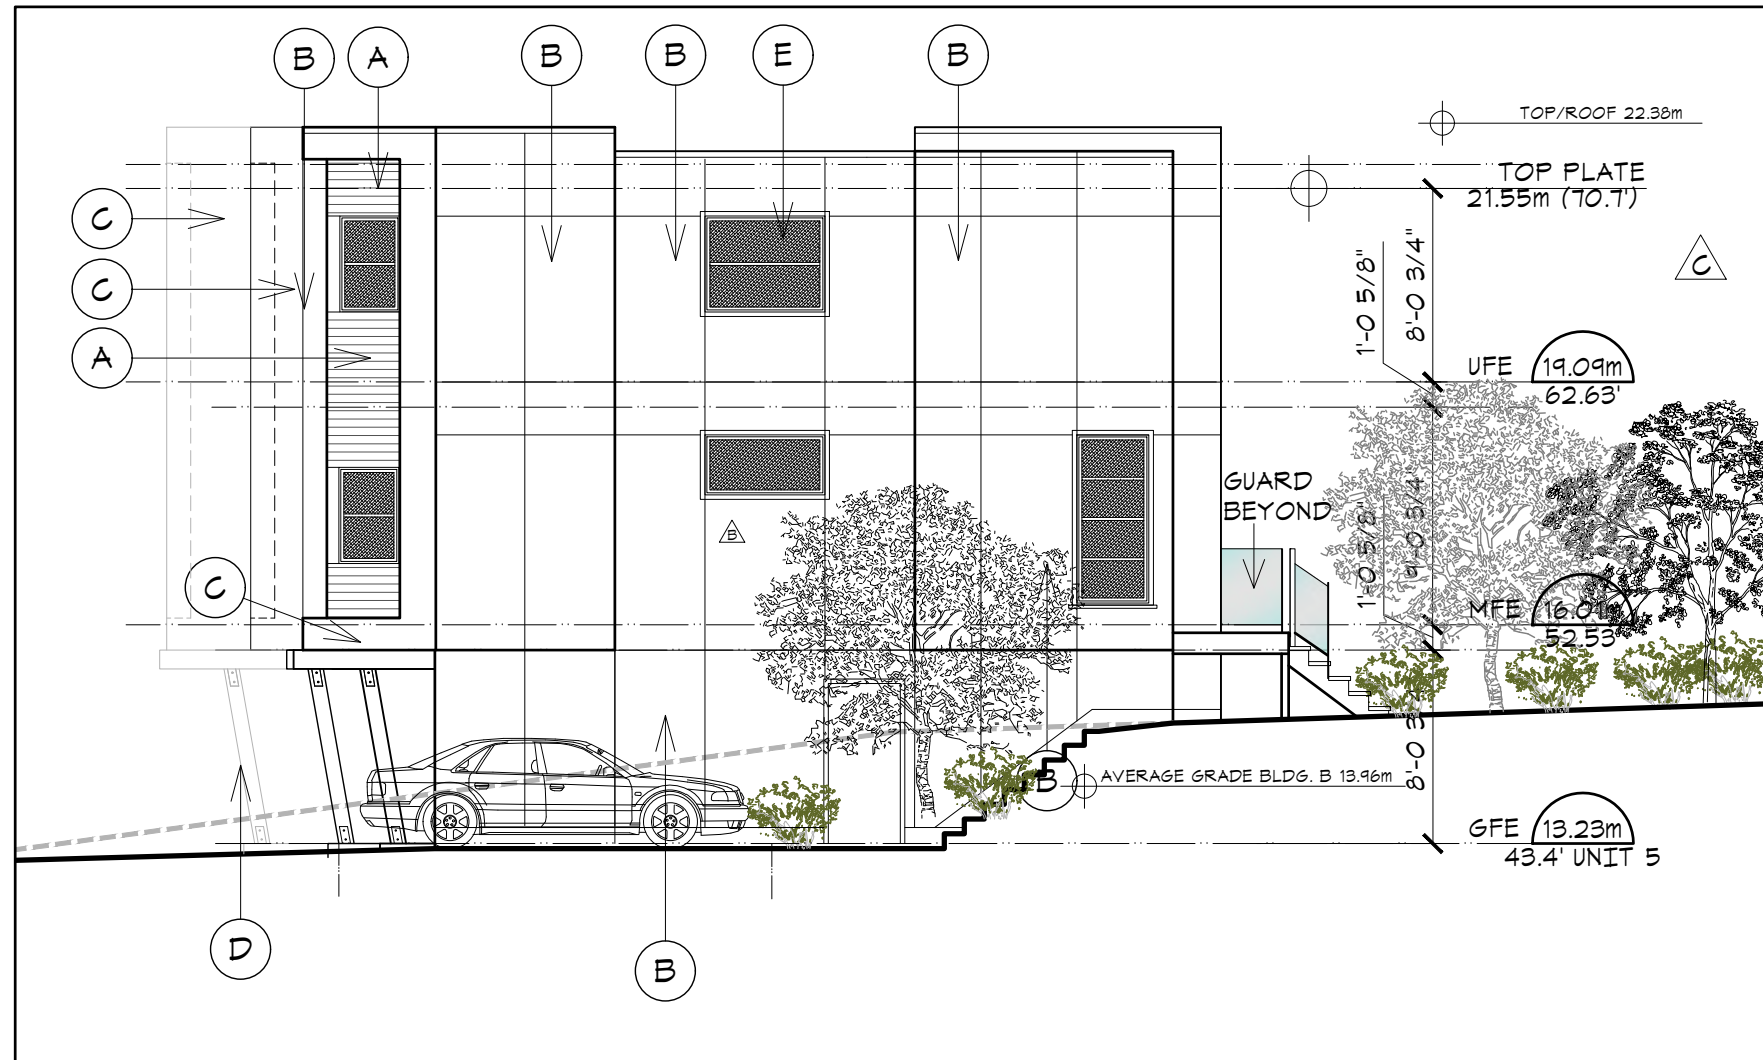 B
A
B
B
E
B
TOP/ROOF 22.38m
TOP PLATE
21.55m (70.7')
C
C
C
1'-0 5/8"
8'-0 3/4"
A
UFE 19.09m
62.63'
GUARD
BEYOND
B
C
1'-0 5/8"
MFE
52.53
B
AVERAGE GRADE BLDG. B 13.96m
8'-0 3/4"
GFE 13.23m
43.4' UNIT 5
D
B